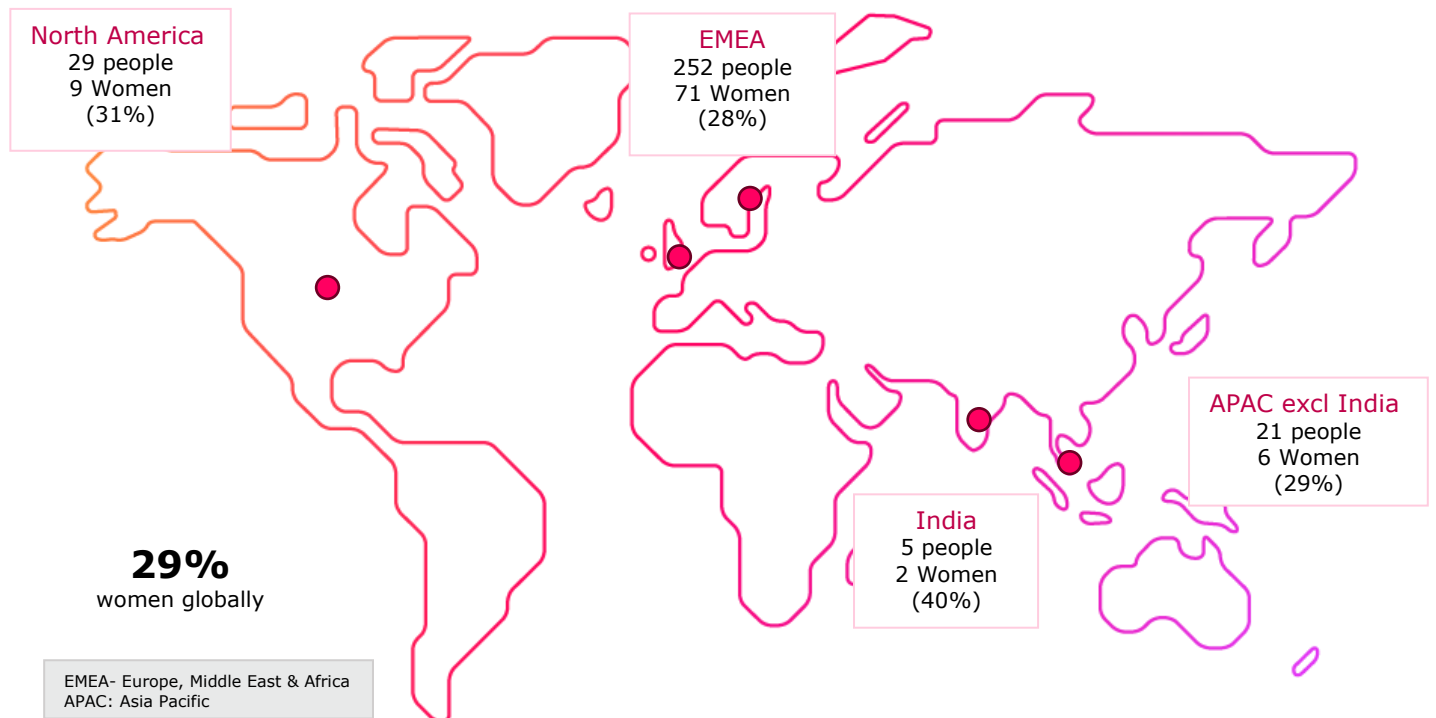 North America
29 people
9 Women
(31%)
EMEA
252 people
71 Women
(28%)
APAC excl India
21 people
6 Women
(29%)
India
5 people
2 Women
(40%)
29%
women globally
EMEA- Europe, Middle East & Africa
APAC: Asia Pacific